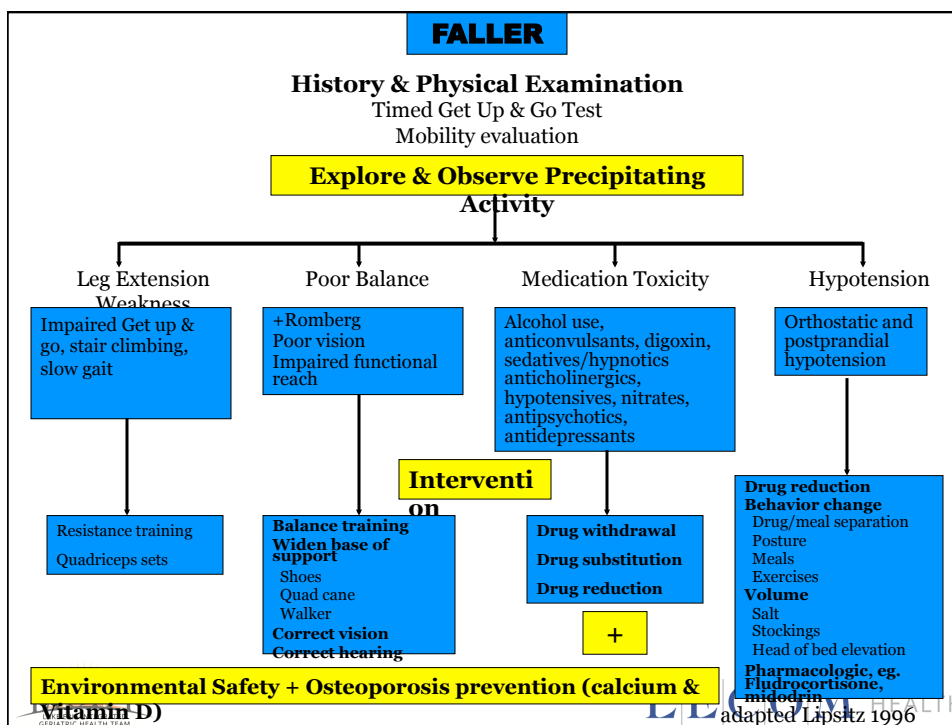 FALLER
History & Physical Examination
Timed Get Up & Go Test
Mobility evaluation
Explore & Observe Precipitating
Activity
Leg Extension
Weakness
Poor Balance
Medication Toxicity
Hypotension
Impaired Get up &
go, stair climbing,
slow gait
+Romberg
Poor vision
Impaired functional
reach
Alcohol use,
anticonvulsants, digoxin,
sedatives/hypnotics
anticholinergics,
hypotensives, nitrates,
antipsychotics,
antidepressants
Orthostatic and
postprandial
hypotension
Interventi
on
Resistance training
Quadriceps sets
Balance training
Widen base of
support
Shoes
Quad cane
Walker
Correct vision
Correct hearing
Drug withdrawal
Drug substitution
Drug reduction
+
Drug reduction
Behavior change
Drug/meal separation
Posture
Meals
Exercises
Volume
Salt
Stockings
Head of bed elevation
Pharmacologic, eg.
Fludrocortisone,
midodrin
Environmental Safety + Osteoporosis prevention (calcium &
Vitamin D)
GERIATRIC HEALTH TEAM
LECOM HEALTH
adapted Lipsitz 1996